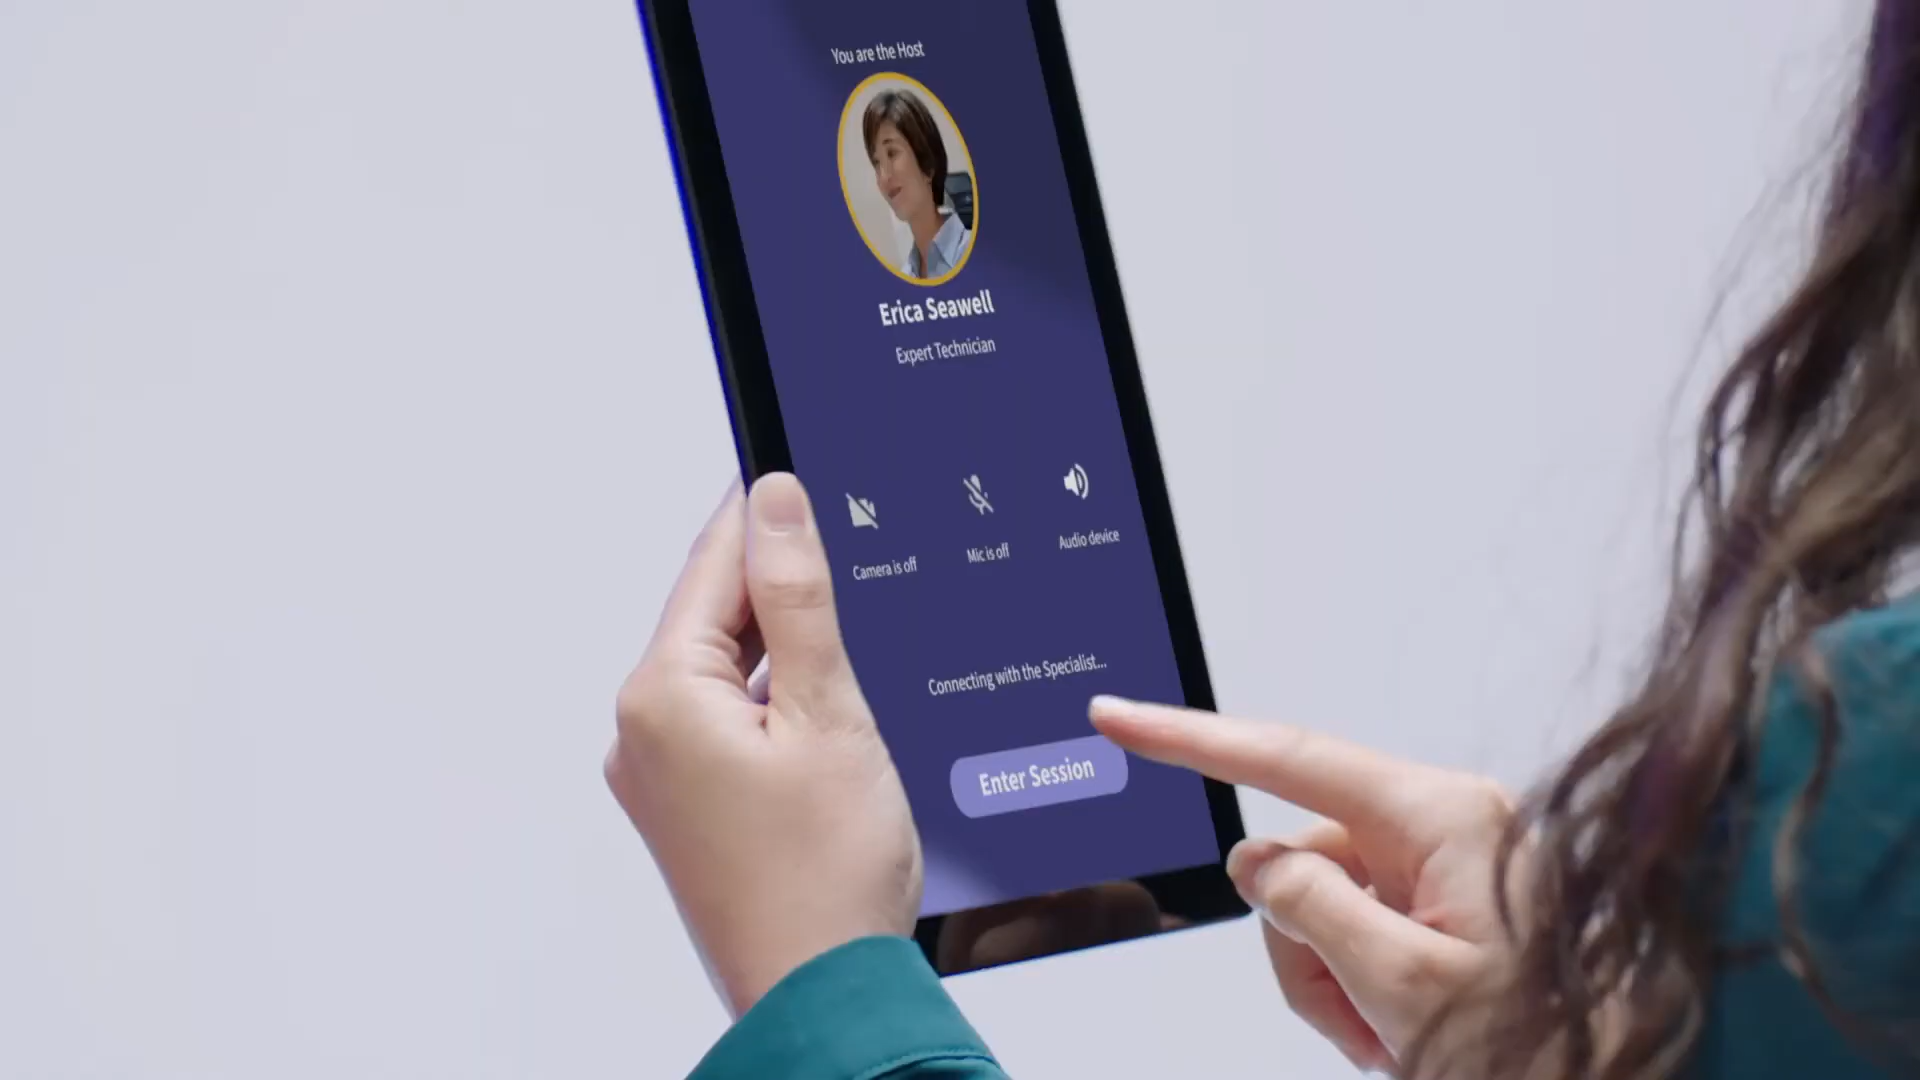 You are the Host
Erica Seawell
Expert Technician
Camera is off
Mic is off
Audio device
Connecting with the Specialist...
Enter Session